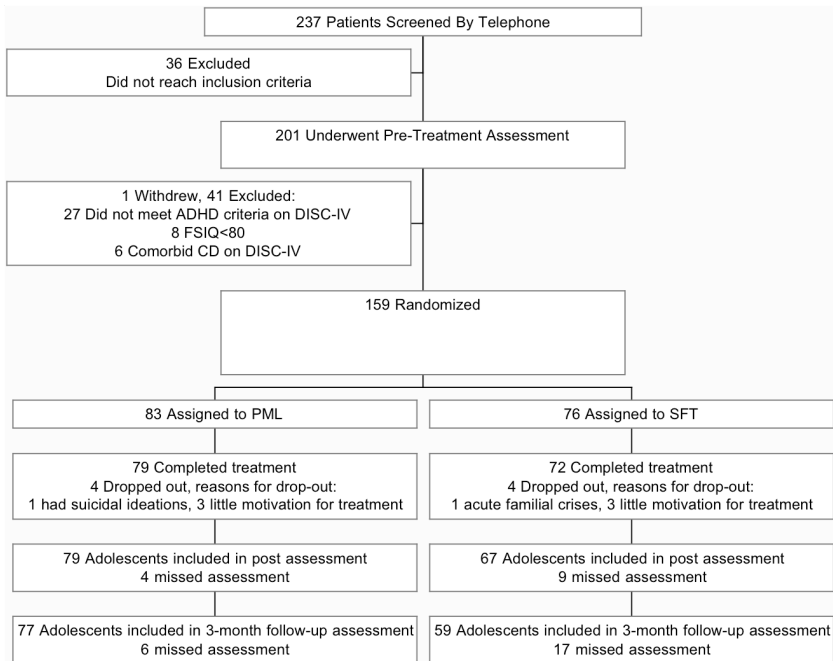 237 Patients Screened By Telephone
36 Excluded
Did not reach inclusion criteria
201 Underwent Pre-Treatment Assessment
1 Withdrew, 41 Excluded:
27 Did not meet ADHD criteria on DISC-IV
8 FSIQ<80
6 Comorbid CD on DISC-IV
159 Randomized
83 Assigned to PML
76 Assigned to SFT
79 Completed treatment
4 Dropped out, reasons for drop-out:
1 had suicidal ideations, 3 little motivation for treatment
72 Completed treatment
4 Dropped out, reasons for drop-out:
1 acute familial crises, 3 little motivation for treatment
79 Adolescents included in post assessment
4 missed assessment
67 Adolescents included in post assessment
9 missed assessment
77 Adolescents included in 3-month follow-up assessment
6 missed assessment
59 Adolescents included in 3-month follow-up assessment
17 missed assessment